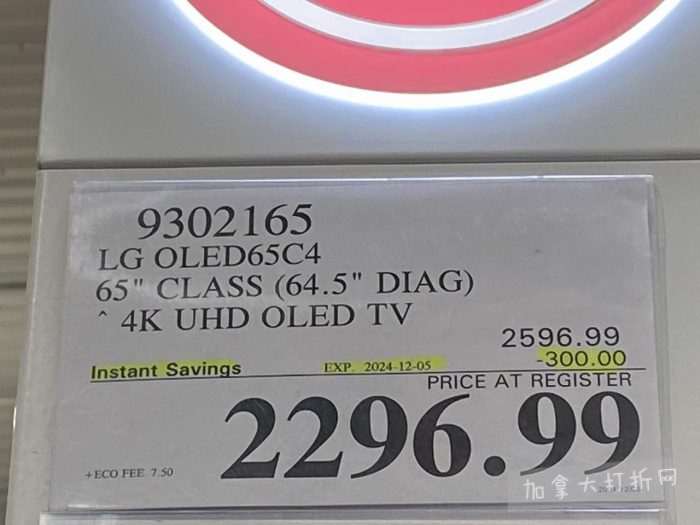 9302165
LG OLED65C4
65" CLASS (64.5" DIAG)
^ 4K UHD OLED TV
2596.99
Instant Savings EXP. 2024-12-05 -300.00
PRICE AT REGISTER
2296.99
+ECO FEE 7.50
加拿大打折网